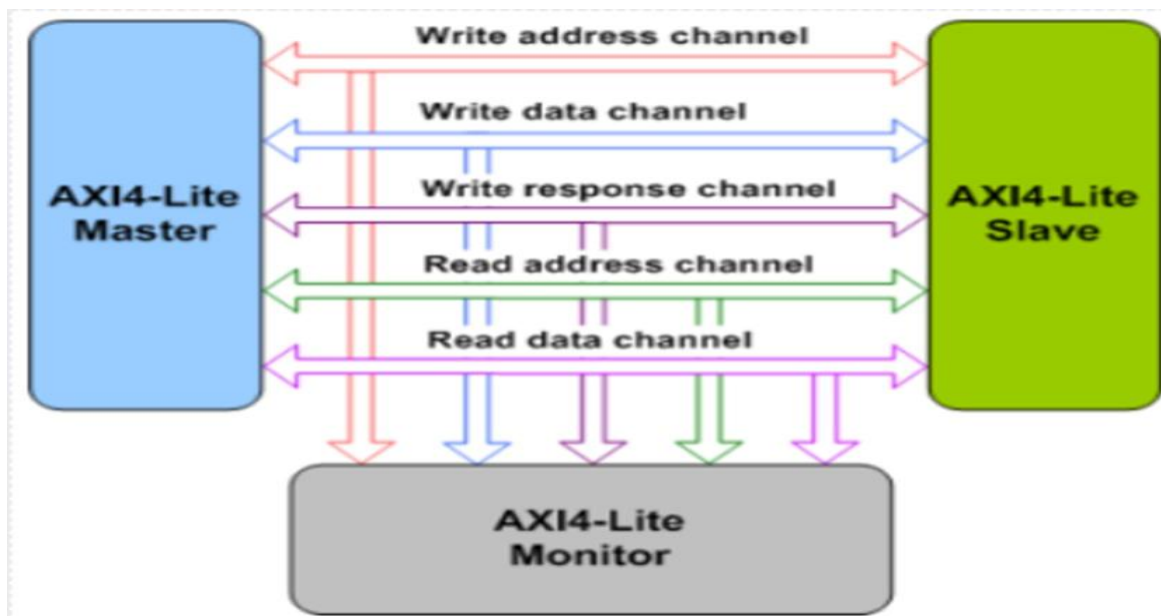 Write address channel
Write data channel
AXI4-Lite
Master
Write response channel
AXI4-Lite
Slave
Read address channel
Read data channel
AXI4-Lite
Monitor